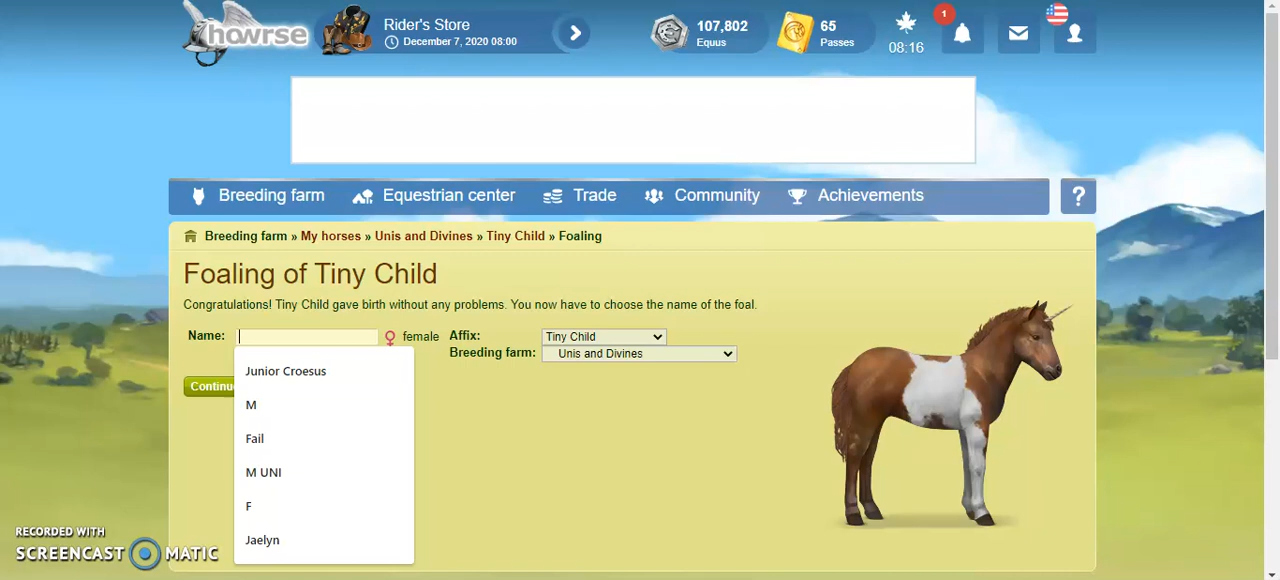 howrse
Rider's Store
December 7, 2020 08:00
107,802
Equus
65
Passes
08:16
1
Breeding farm
Equestrian center
Trade
Community
Achievements
?
Breeding farm » My horses » Unis and Divines » Tiny Child » Foaling
Foaling of Tiny Child
Congratulations! Tiny Child gave birth without any problems. You now have to choose the name of the foal.
Name: female Affix: Tiny Child
Breeding farm: Unis and Divines
Continue
Junior Croesus
M
Fail
M UNI
F
Jaelyn
RECORDED WITH
SCREENCAST MATIC